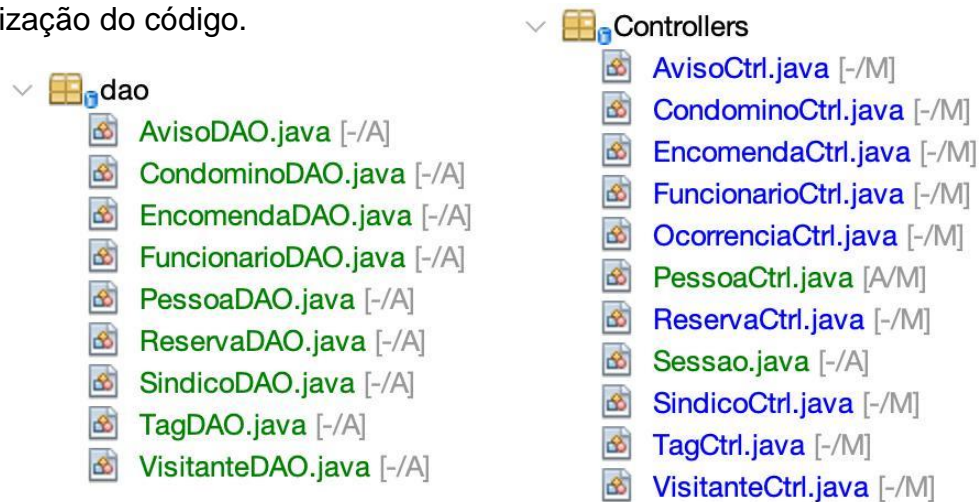 ização do código.
dao
AvisoDAO.java [-/A]
CondominoDAO.java [-/A]
EncomendaDAO.java [-/A]
FuncionarioDAO.java [-/A]
PessoaDAO.java [-/A]
ReservaDAO.java [-/A]
SindicoDAO.java [-/A]
TagDAO.java [-/A]
VisitanteDAO.java [-/A]
Controllers
AvisoCtrl.java [-/M]
CondominoCtrl.java [-/M]
EncomendaCtrl.java [-/M]
FuncionarioCtrl.java [-/M]
OcorrenciaCtrl.java [-/M]
PessoaCtrl.java [A/M]
ReservaCtrl.java [-/M]
Sessao.java [-/A]
SindicoCtrl.java [-/M]
TagCtrl.java [-/M]
VisitanteCtrl.java [-/M]